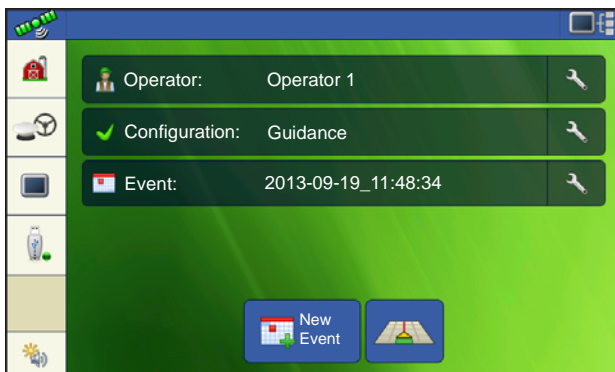 Operator: Operator 1
Configuration: Guidance
Event: 2013-09-19_11:48:34
New
Event